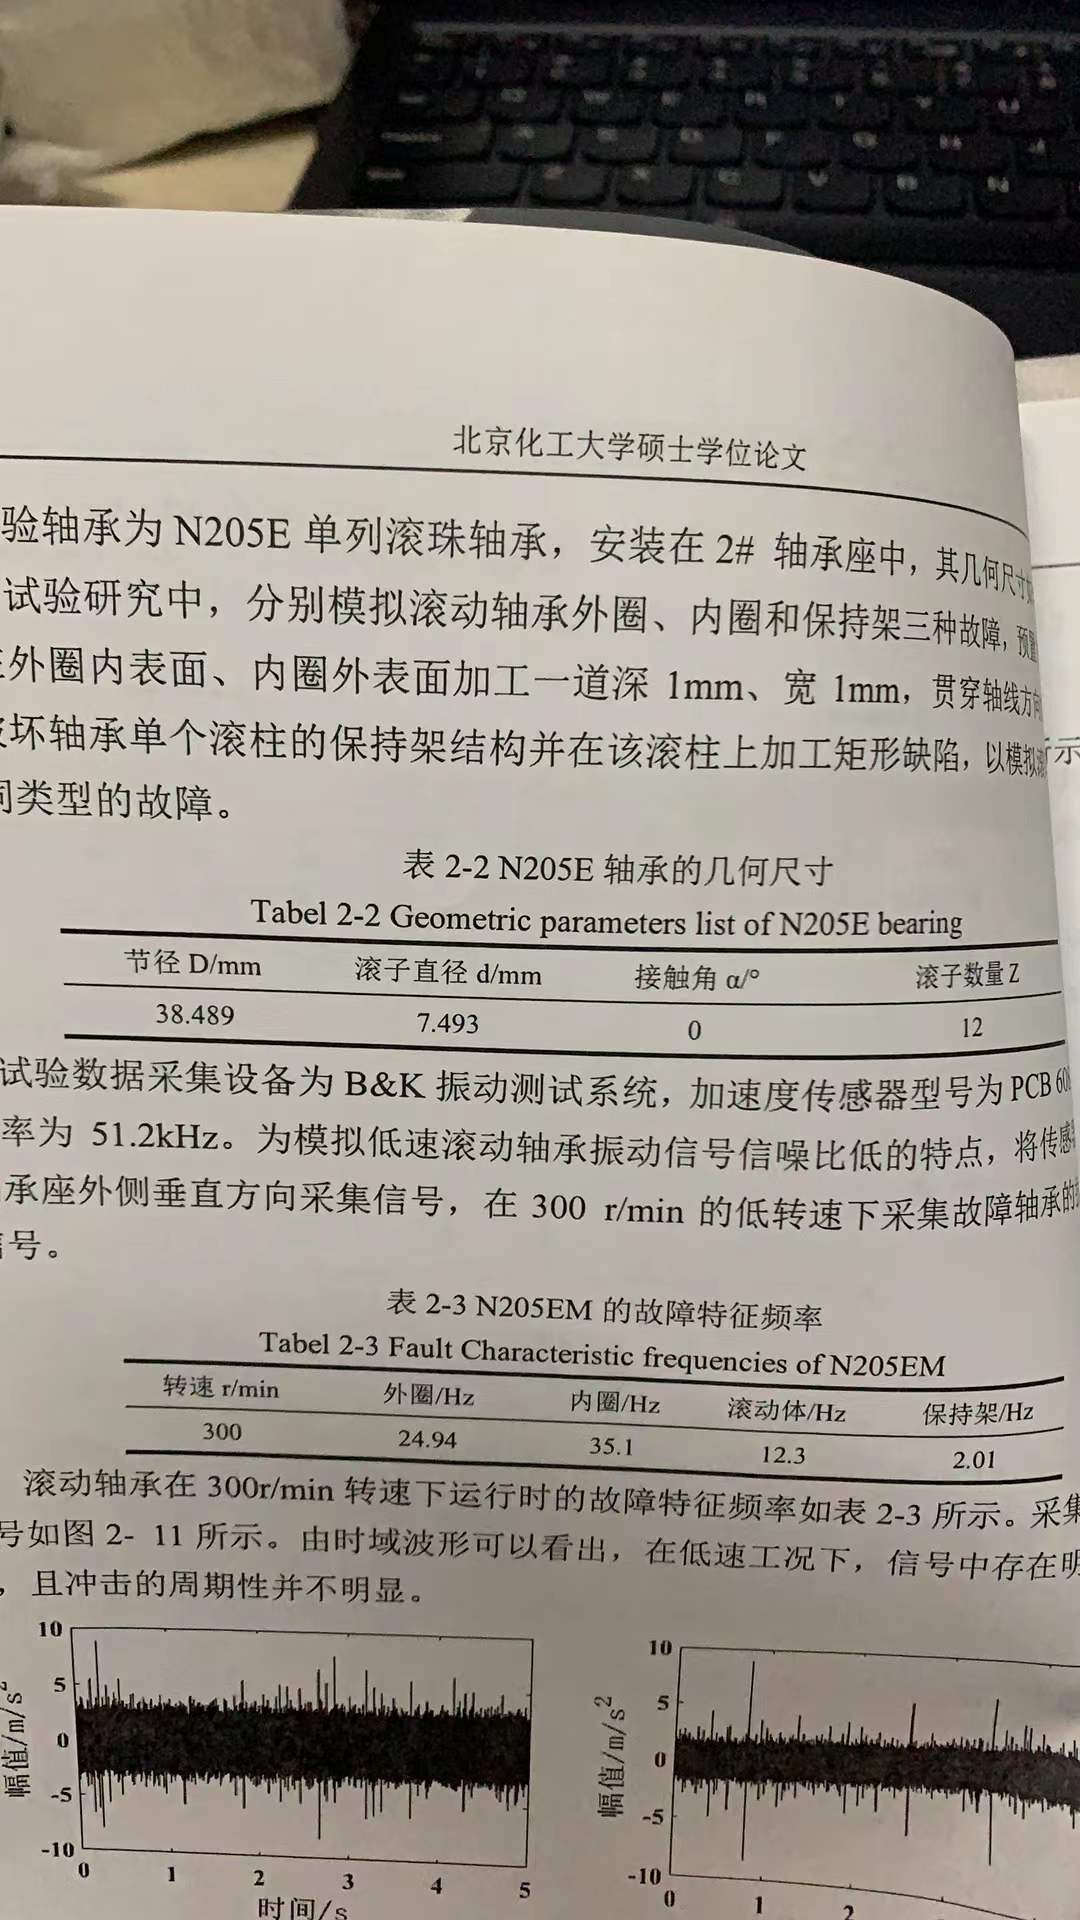 北京化工大学硕士学位论文
验轴承为 N205E 单列滚珠轴承，安装在 2# 轴承座中，其几何尺寸
试验研究中，分别模拟滚动轴承外圈、内圈和保持架三种故障，预置
外圈内表面、内圈外表面加工一道深 1mm、宽 1mm，贯穿轴线方向
坏轴承单个滚柱的保持架结构并在该滚柱上加工矩形缺陷，以模拟
同类型的故障。
示
表 2-2 N205E 轴承的几何尺寸
Tabel 2-2 Geometric parameters list of N205E bearing
节径 D/mm 滚子直径 d/mm 接触角 α/° 滚子数量 Z
38.489 7.493 0 12
试验数据采集设备为 B&K 振动测试系统，加速度传感器型号为 PCB
率为 51.2kHz。为模拟低速滚动轴承振动信号信噪比低的特点，将传感
承座外侧垂直方向采集信号，在 300 r/min 的低转速下采集故障轴承的
信号。
表 2-3 N205EM 的故障特征频率
Tabel 2-3 Fault Characteristic frequencies of N205EM
转速 r/min 外圈/Hz 内圈/Hz 滚动体/Hz 保持架/Hz
300 24.94 35.1 12.3 2.01
滚动轴承在 300r/min 转速下运行时的故障特征频率如表 2-3 所示。采集
号如图 2- 11 所示。由时域波形可以看出，在低速工况下，信号中存在明
，且冲击的周期性并不明显。
10
5
0
-5
-10
幅值/m/s²
0 1 2 3 4 5
时间/s
10
5
0
-5
-10
幅值/m/s²
0 1 2